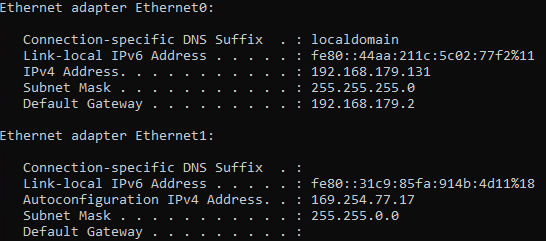 Ethernet adapter Ethernet0:
Connection-specific DNS Suffix  . : localdomain
Link-local IPv6 Address . . . . . : fe80::44aa:211c:5c02:77f2%11
IPv4 Address. . . . . . . . . . . : 192.168.179.131
Subnet Mask . . . . . . . . . . . : 255.255.255.0
Default Gateway . . . . . . . . . : 192.168.179.2
Ethernet adapter Ethernet1:
Connection-specific DNS Suffix  . :
Link-local IPv6 Address . . . . . : fe80::31c9:85fa:914b:4d11%18
Autoconfiguration IPv4 Address. . : 169.254.77.17
Subnet Mask . . . . . . . . . . . : 255.255.0.0
Default Gateway . . . . . . . . . :